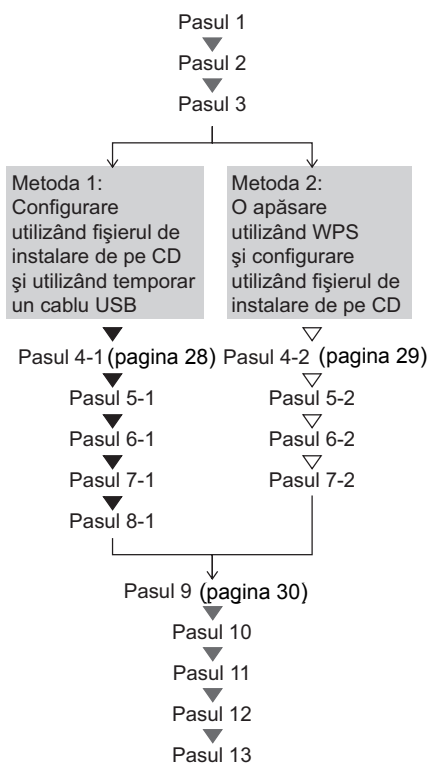 Pasul 1
Pasul 2
Pasul 3
Metoda 1:
Configurare
utilizând fişierul de
instalare de pe CD
şi utilizând temporar
un cablu USB
Metoda 2:
O apăsare
utilizând WPS
şi configurare
utilizând fişierul de
instalare de pe CD
Pasul 4-1 (pagina 28)
Pasul 5-1
Pasul 6-1
Pasul 7-1
Pasul 8-1
Pasul 4-2 (pagina 29)
Pasul 5-2
Pasul 6-2
Pasul 7-2
Pasul 9 (pagina 30)
Pasul 10
Pasul 11
Pasul 12
Pasul 13